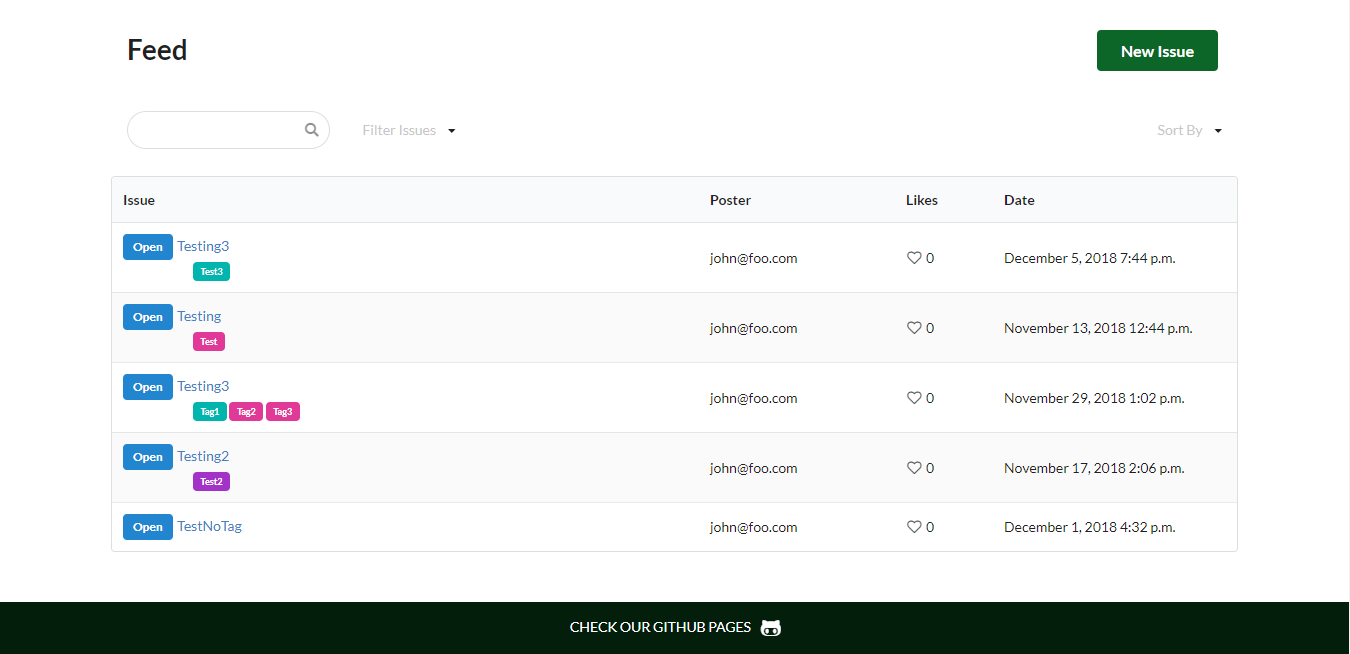 Feed
New Issue
Filter Issues
Sort By
Issue Poster Likes Date
Open Testing3 john@foo.com 0 December 5, 2018 7:44 p.m.
Test3
Open Testing john@foo.com 0 November 13, 2018 12:44 p.m.
Test
Open Testing3 john@foo.com 0 November 29, 2018 1:02 p.m.
Tag1 Tag2 Tag3
Open Testing2 john@foo.com 0 November 17, 2018 2:06 p.m.
Test2
Open TestNoTag john@foo.com 0 December 1, 2018 4:32 p.m.
CHECK OUR GITHUB PAGES